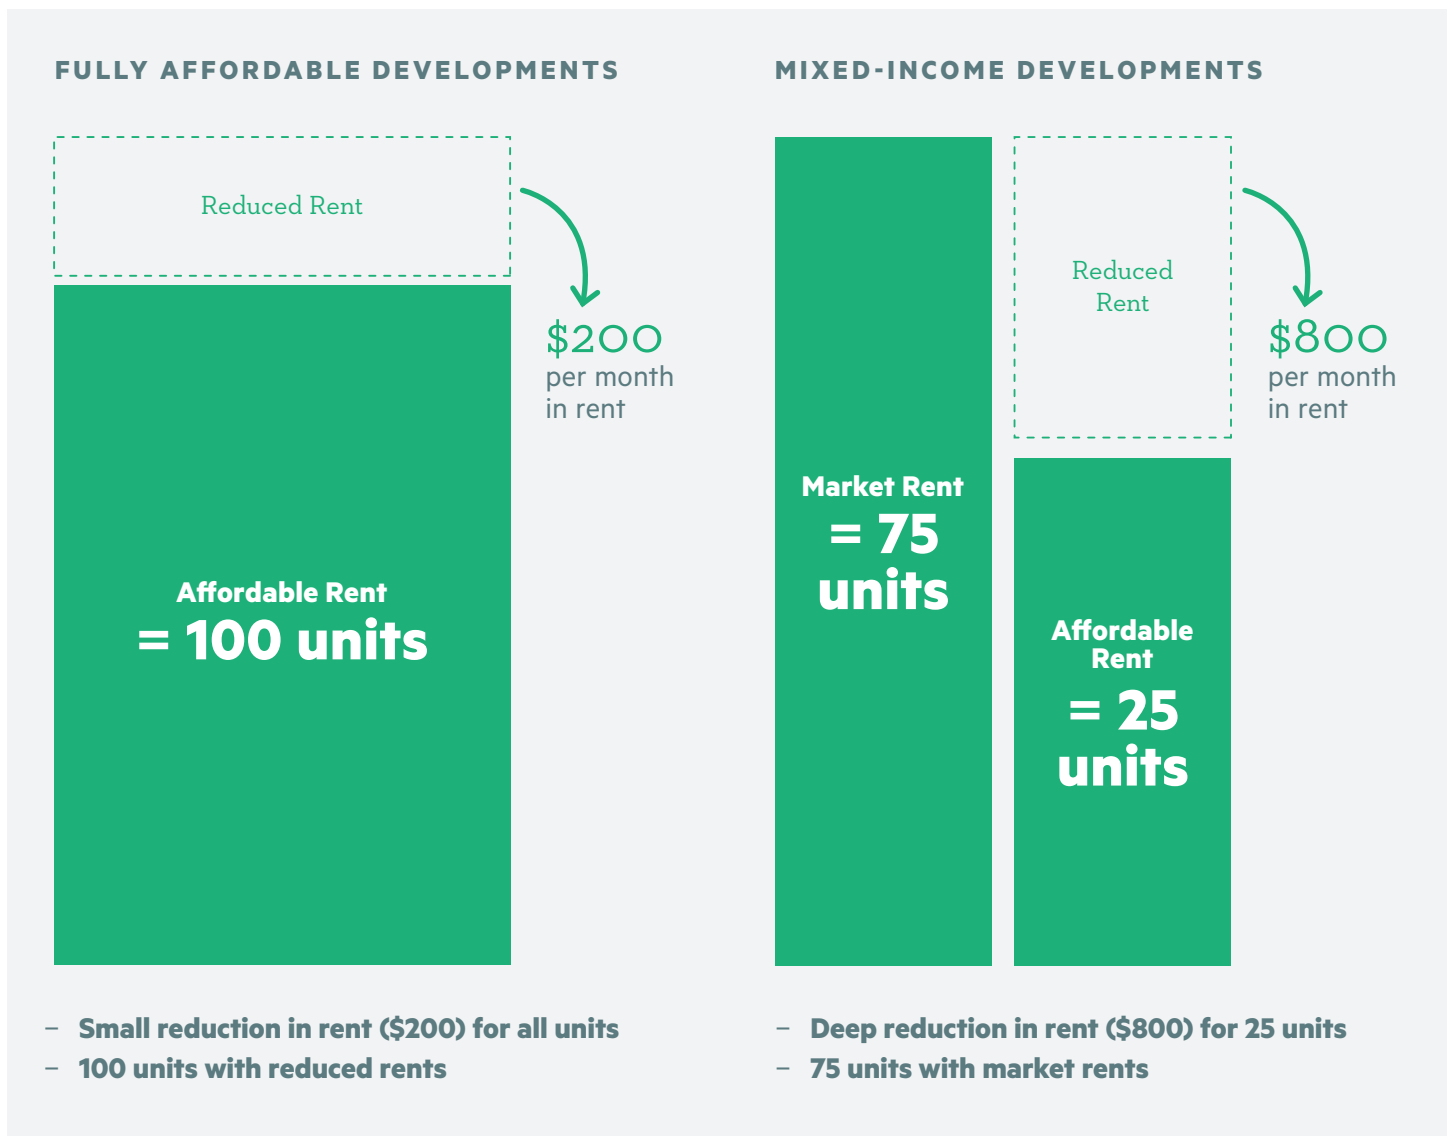 FULLY AFFORDABLE DEVELOPMENTS
Reduced Rent
$200
per month
in rent
Affordable Rent
= 100 units
– Small reduction in rent ($200) for all units
– 100 units with reduced rents
MIXED-INCOME DEVELOPMENTS
Market Rent
= 75
units
Reduced
Rent
$800
per month
in rent
Affordable
Rent
= 25
units
– Deep reduction in rent ($800) for 25 units
– 75 units with market rents